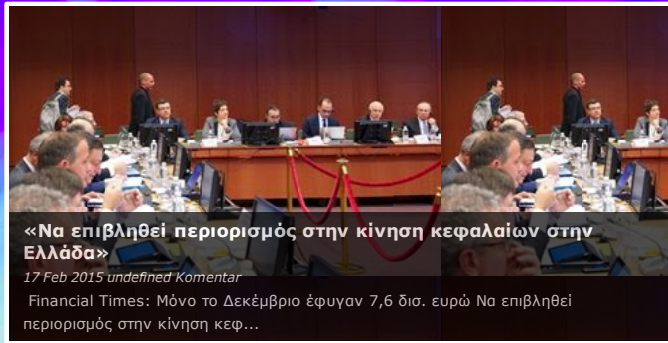 «Να επιβληθεί περιορισμός στην κίνηση κεφαλαίων στην
Ελλάδα»
17 Feb 2015 undefined Komentar
Financial Times: Μόνο το Δεκέμβριο έφυγαν 7,6 δισ. ευρώ Να επιβληθεί
περιορισμός στην κίνηση κεφ...